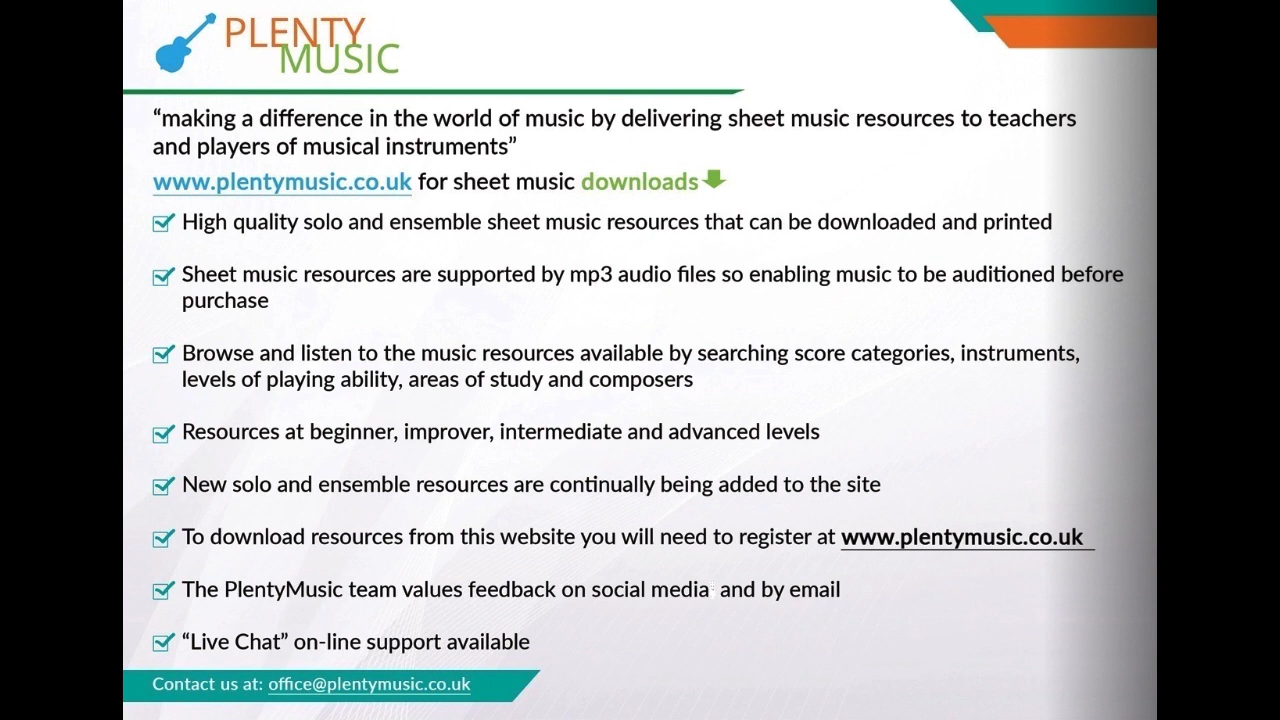 PLENTY
MUSIC
“making a difference in the world of music by delivering sheet music resources to teachers
and players of musical instruments”
www.plentymusic.co.uk for sheet music downloads
High quality solo and ensemble sheet music resources that can be downloaded and printed
Sheet music resources are supported by mp3 audio files so enabling music to be auditioned before
purchase
Browse and listen to the music resources available by searching score categories, instruments,
levels of playing ability, areas of study and composers
Resources at beginner, improver, intermediate and advanced levels
New solo and ensemble resources are continually being added to the site
To download resources from this website you will need to register at www.plentymusic.co.uk
The PlentyMusic team values feedback on social media and by email
“Live Chat” on-line support available
Contact us at: office@plentymusic.co.uk